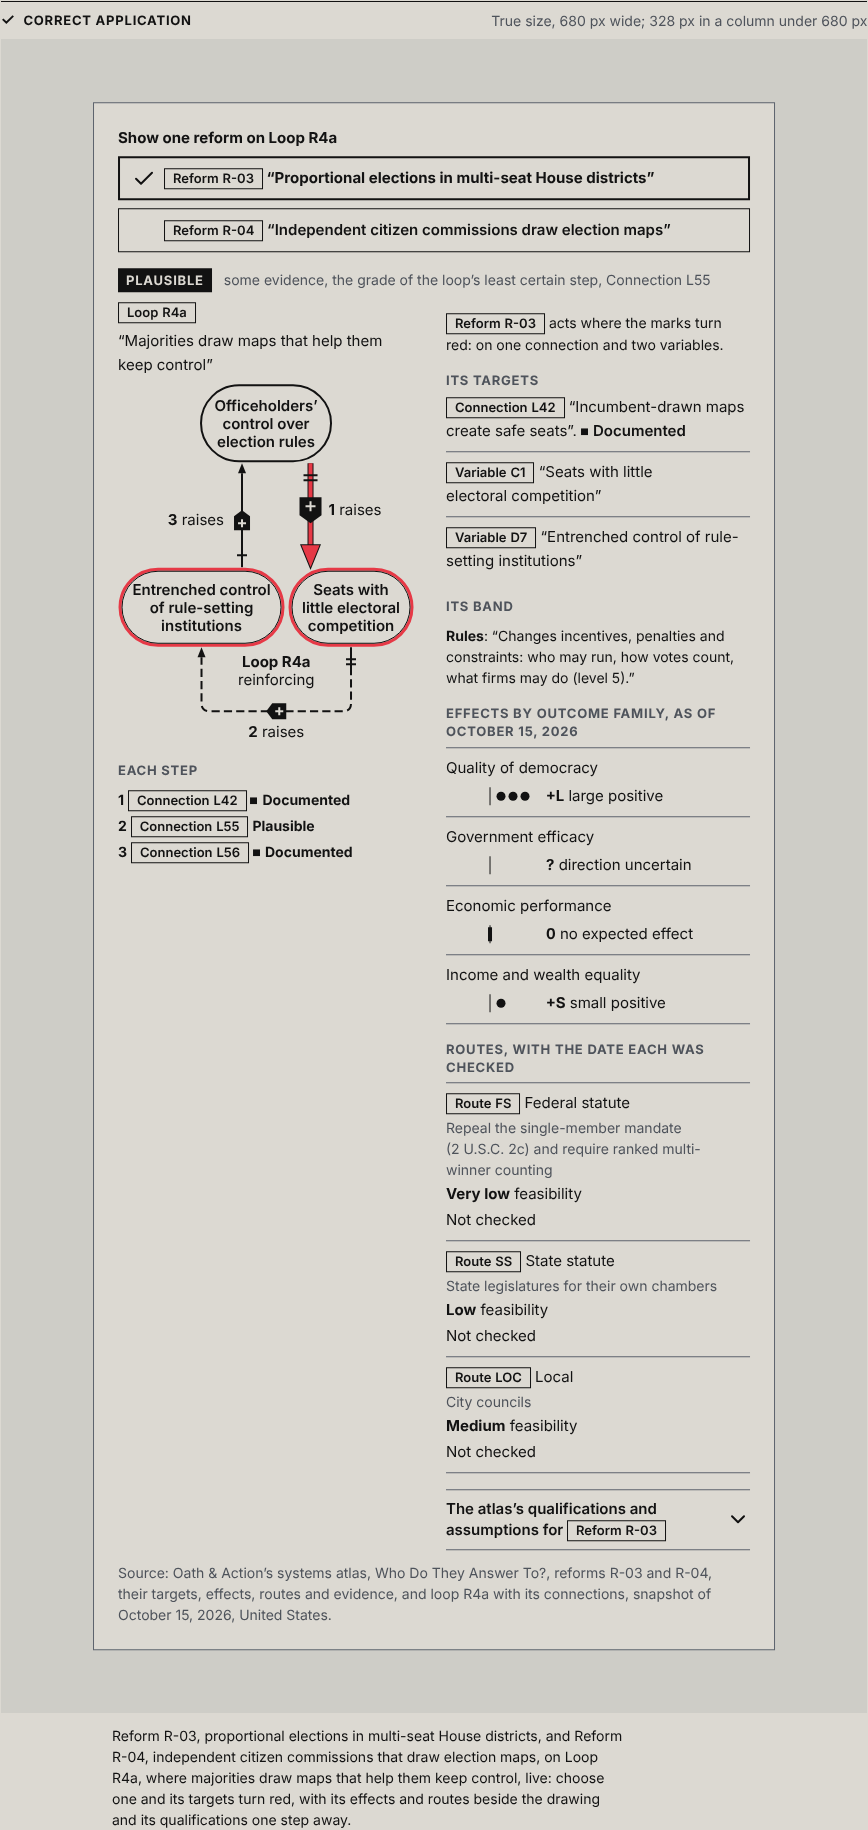 CORRECT APPLICATION
True size, 680 px wide; 328 px in a column under 680 px
Show one reform on Loop R4a
Reform R-03 “Proportional elections in multi-seat House districts”
Reform R-04 “Independent citizen commissions draw election maps”
PLAUSIBLE some evidence, the grade of the loop’s least certain step, Connection L55
Loop R4a
“Majorities draw maps that help them
keep control”
Officeholders’
control over
election rules
3 raises
1 raises
Entrenched control
of rule-setting
institutions
Seats with
little electoral
competition
Loop R4a
reinforcing
2 raises
EACH STEP
1 Connection L42 ■ Documented
2 Connection L55 Plausible
3 Connection L56 ■ Documented
Reform R-03 acts where the marks turn
red: on one connection and two variables.
ITS TARGETS
Connection L42 “Incumbent-drawn maps
create safe seats”. ■ Documented
Variable C1 “Seats with little
electoral competition”
Variable D7 “Entrenched control of rule-
setting institutions”
ITS BAND
Rules: “Changes incentives, penalties and
constraints: who may run, how votes count,
what firms may do (level 5).”
EFFECTS BY OUTCOME FAMILY, AS OF
OCTOBER 15, 2026
Quality of democracy
+L large positive
Government efficacy
? direction uncertain
Economic performance
0 no expected effect
Income and wealth equality
+S small positive
ROUTES, WITH THE DATE EACH WAS
CHECKED
Route FS Federal statute
Repeal the single-member mandate
(2 U.S.C. 2c) and require ranked multi-
winner counting
Very low feasibility
Not checked
Route SS State statute
State legislatures for their own chambers
Low feasibility
Not checked
Route LOC Local
City councils
Medium feasibility
Not checked
The atlas’s qualifications and
assumptions for Reform R-03
Source: Oath & Action’s systems atlas, Who Do They Answer To?, reforms R-03 and R-04,
their targets, effects, routes and evidence, and loop R4a with its connections, snapshot of
October 15, 2026, United States.
Reform R-03, proportional elections in multi-seat House districts, and Reform
R-04, independent citizen commissions that draw election maps, on Loop
R4a, where majorities draw maps that help them keep control, live: choose
one and its targets turn red, with its effects and routes beside the drawing
and its qualifications one step away.